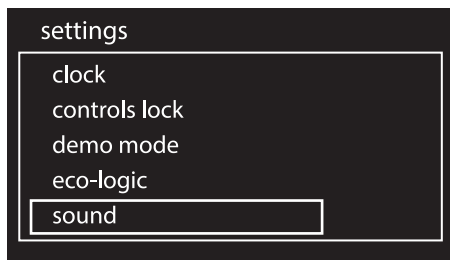 settings
clock
controls lock
demo mode
eco-logic
sound